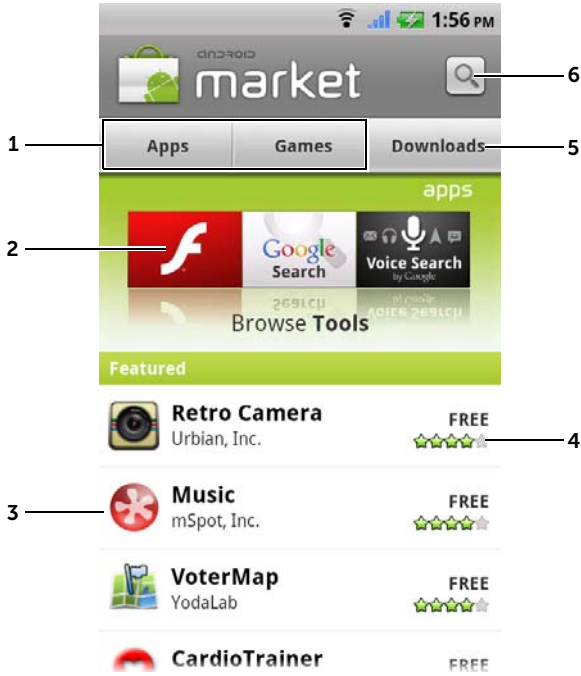 1:56 PM
ANDROID
market
6
1
Apps Games Downloads
5
apps
2
Google
Search
Voice Search
by Google
Browse Tools
Featured
Retro Camera FREE
Urbian, Inc.
4
Music FREE
3
mSpot, Inc.
VoterMap FREE
YodaLab
CardioTrainer FREE